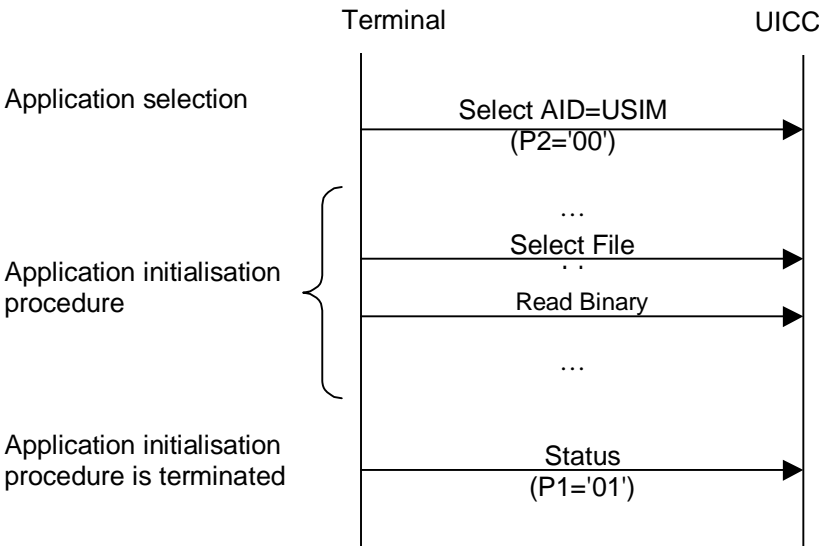 Terminal
UICC
Application selection
Select AID=USIM
(P2='00')
…
Select File
. .
Application initialisation
procedure
Read Binary
…
Application initialisation
procedure is terminated
Status
(P1='01')